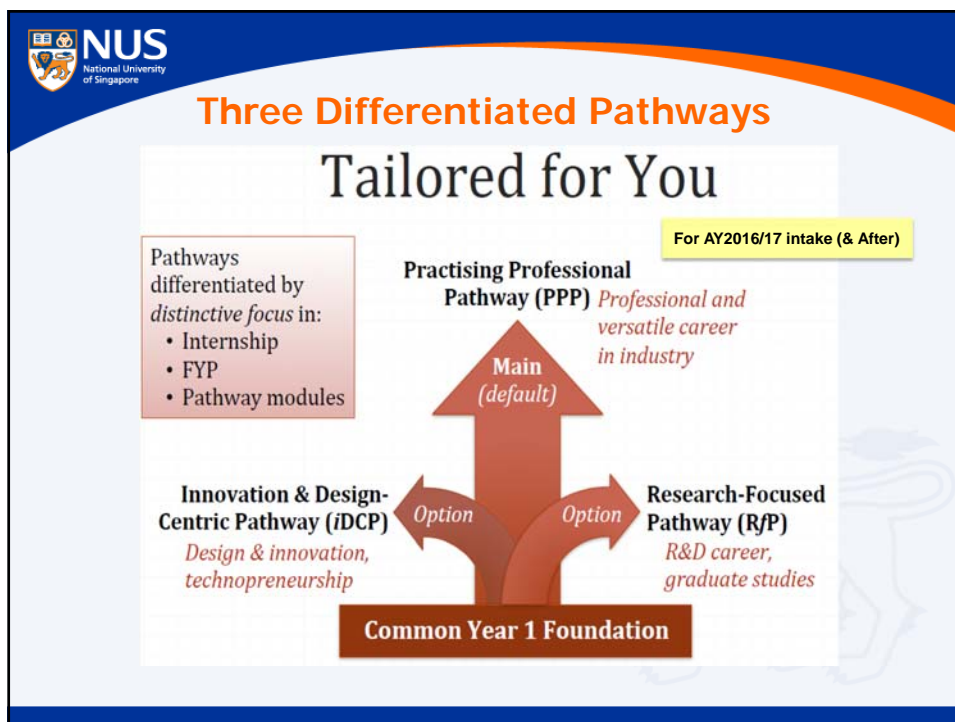 NUS
National University
of Singapore
Three Differentiated Pathways
Tailored for You
For AY2016/17 intake (& After)
Pathways
differentiated by
distinctive focus in:
• Internship
• FYP
• Pathway modules
Practising Professional
Pathway (PPP)
Professional and
versatile career
in industry
Main
(default)
Innovation & Design-
Centric Pathway (iDCP)
Design & innovation,
technopreneurship
Option
Option
Research-Focused
Pathway (RfP)
R&D career,
graduate studies
Common Year 1 Foundation